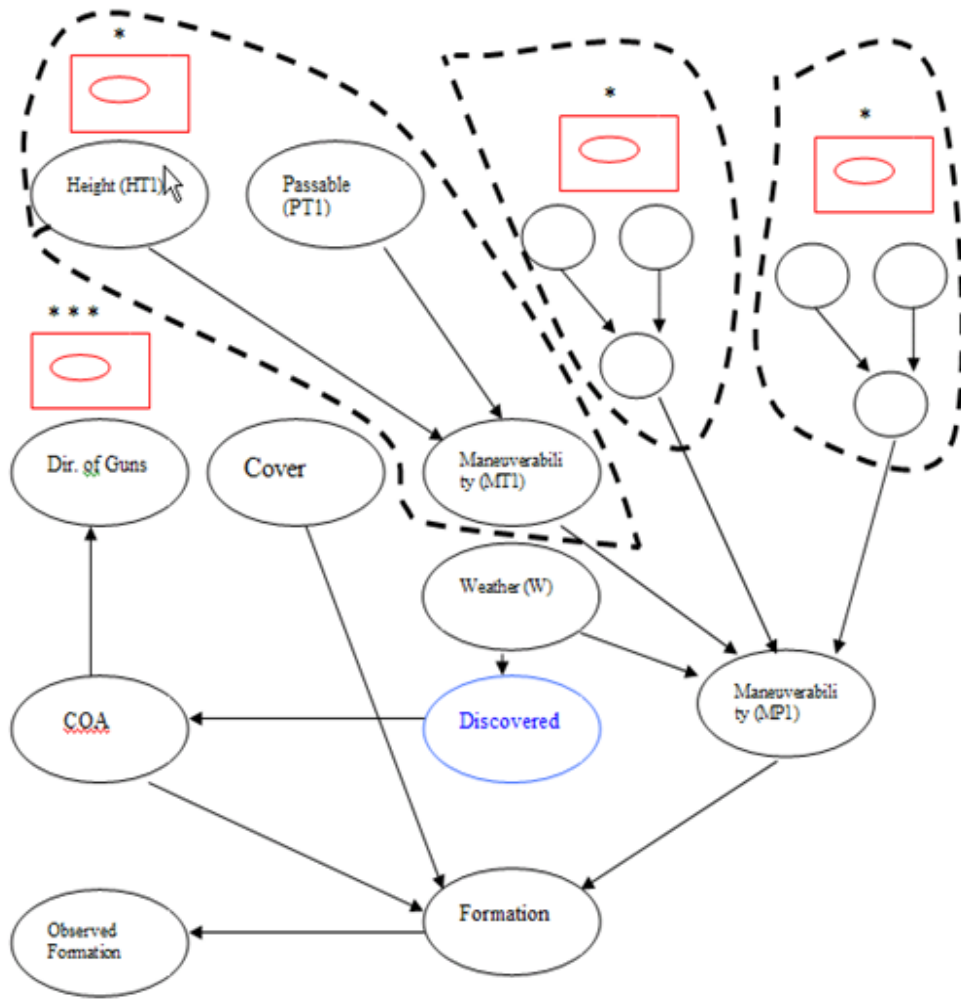 *
*
*
Height (HT1)
Passable
(PT1)
* * *
Dir. of Guns
Cover
Maneuverabili
ty (MT1)
Weather (W)
COA
Discovered
Maneuverabili
ty (MP1)
Formation
Observed
Formation